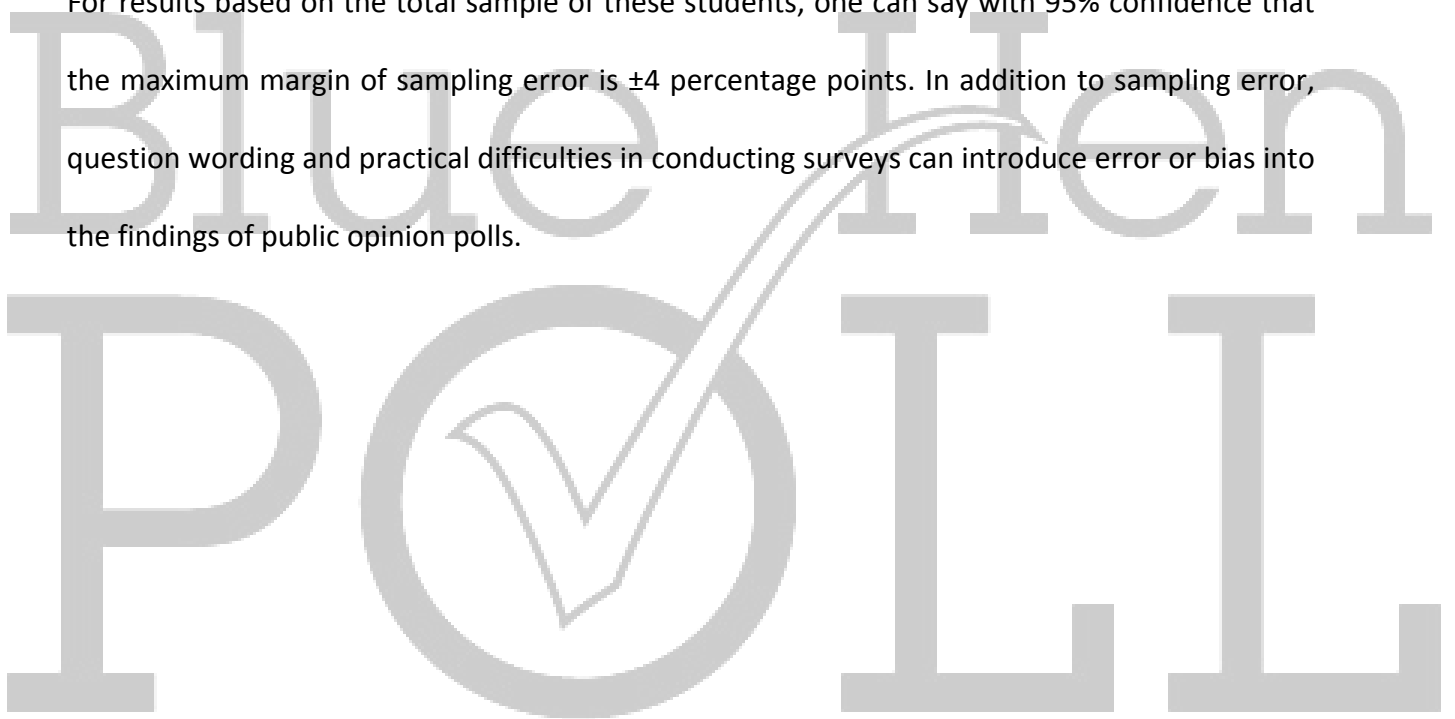 For results based on the total sample of these students, one can say with 95% confidence that
the maximum margin of sampling error is ±4 percentage points. In addition to sampling error,
question wording and practical difficulties in conducting surveys can introduce error or bias into
the findings of public opinion polls.
Blue Hen
POLL